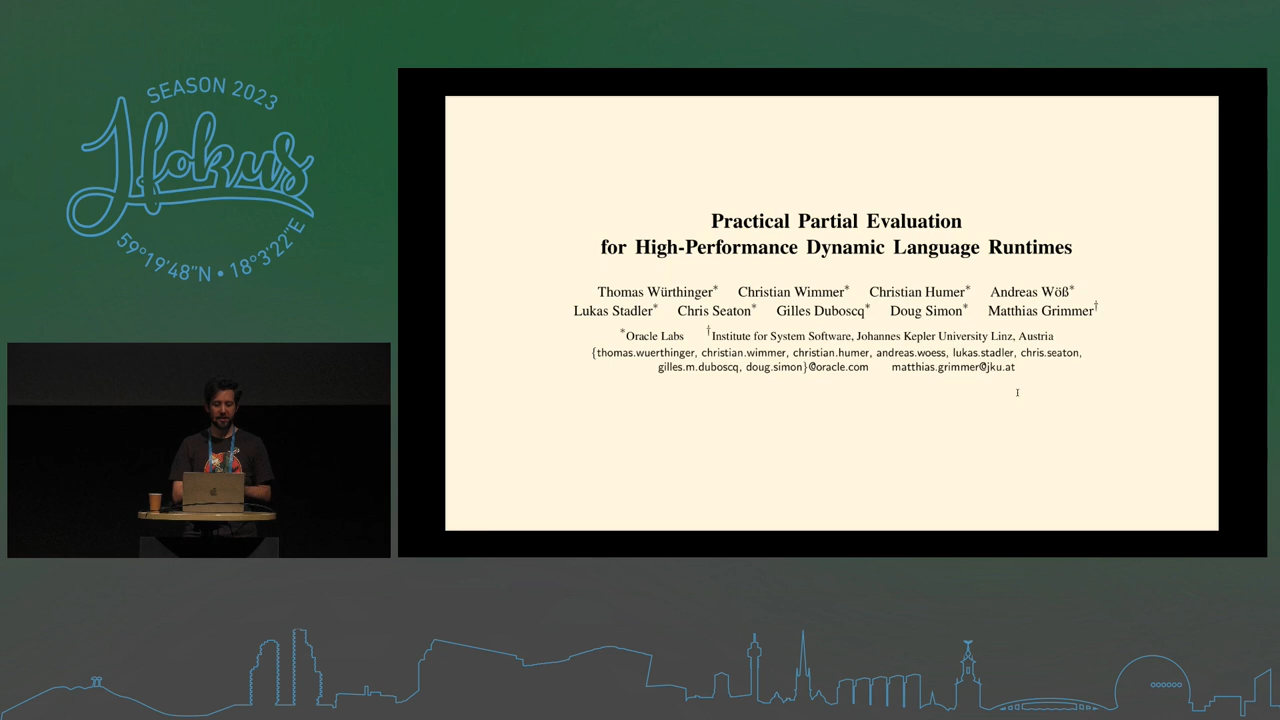 SEASON 2023
Hokus
59°19'48"N • 18°3'22"E
Practical Partial Evaluation
for High-Performance Dynamic Language Runtimes
Thomas Würthinger* Christian Wimmer* Christian Humer* Andreas Wöß*
Lukas Stadler* Chris Seaton* Gilles Duboscq* Doug Simon* Matthias Grimmer†
*Oracle Labs †Institute for System Software, Johannes Kepler University Linz, Austria
{thomas.wuerthinger, christian.wimmer, christian.humer, andreas.woess, lukas.stadler, chris.seaton,
gilles.m.duboscq, doug.simon}@oracle.com matthias.grimmer@jku.at